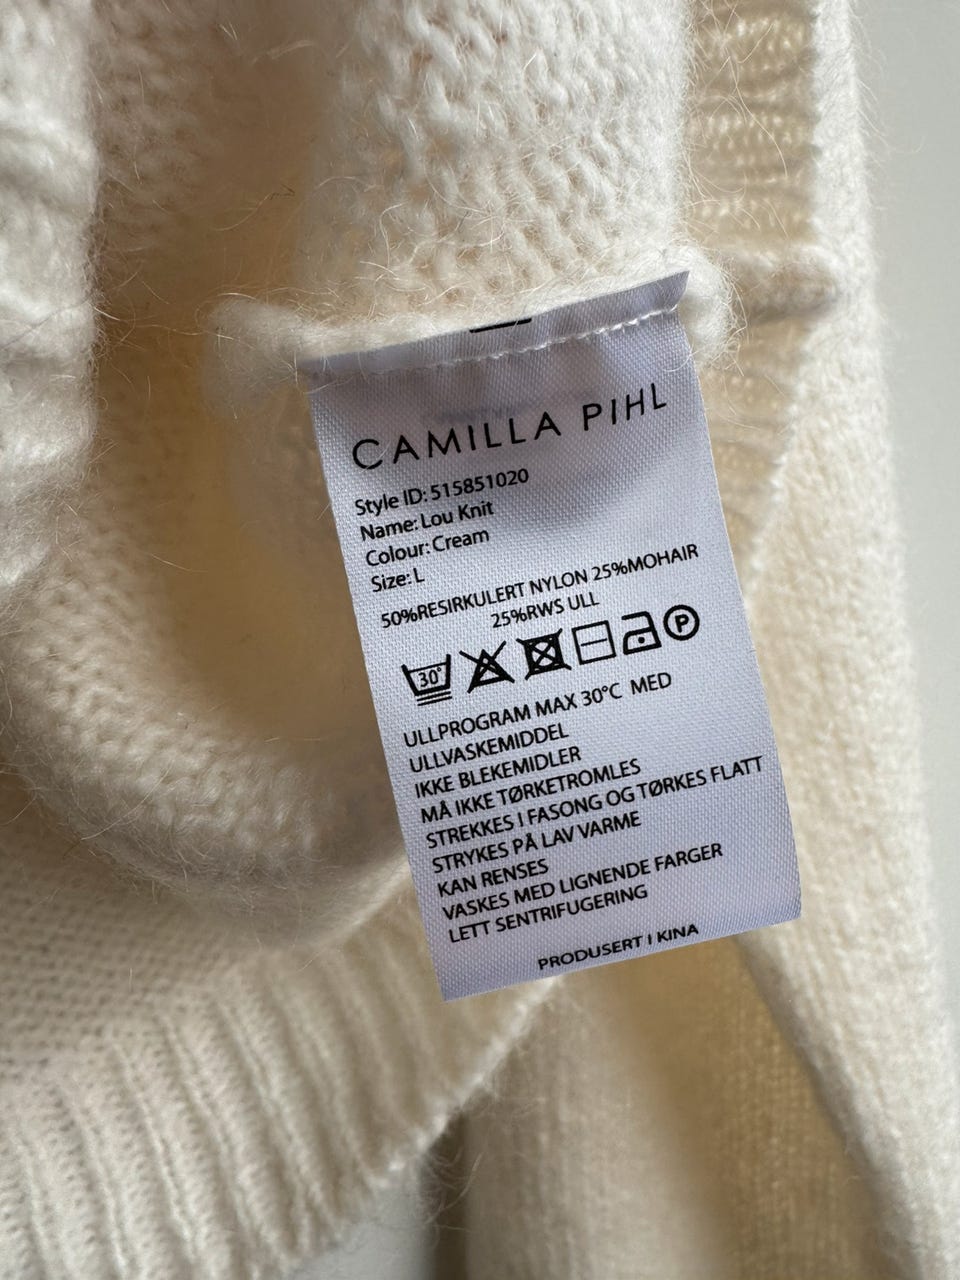 CAMILLA PIHL
Style ID: 515851020
Name: Lou Knit
Colour: Cream
Size: L
50%RESIRKULERT NYLON 25%MOHAIR
25%RWS ULL
30° P
ULLPROGRAM MAX 30°C MED
ULLVASKEMIDDEL
IKKE BLEKEMIDLER
MÅ IKKE TØRKETROMLES
STREKKES I FASONG OG TØRKES FLATT
STRYKES PÅ LAV VARME
KAN RENSES
VASKES MED LIGNENDE FARGER
LETT SENTRIFUGERING
PRODUSERT I KINA